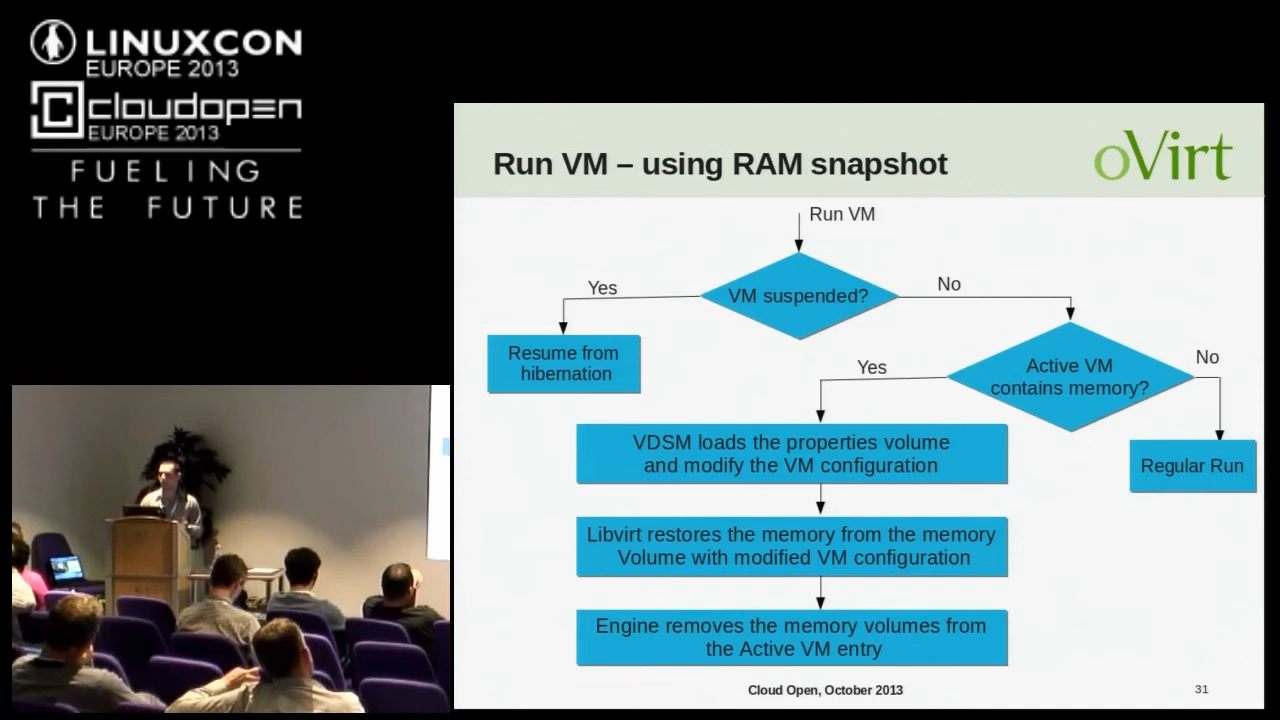 LINUXCON
EUROPE 2013
cloudopen
EUROPE 2013
FUELING
THE FUTURE
Run VM – using RAM snapshot
oVirt
Run VM
Yes
VM suspended?
No
Resume from
hibernation
Yes
Active VM
contains memory?
No
VDSM loads the properties volume
and modify the VM configuration
Regular Run
Libvirt restores the memory from the memory
Volume with modified VM configuration
Engine removes the memory volumes from
the Active VM entry
Cloud Open, October 2013
31